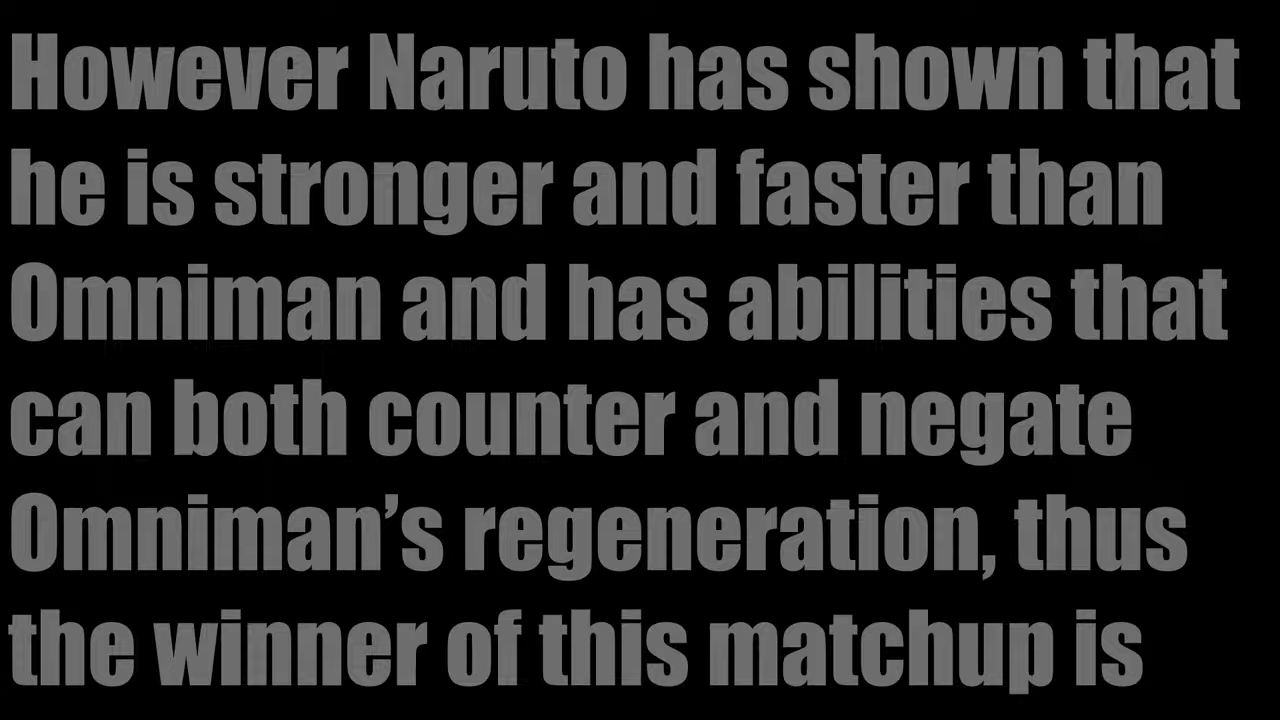 However Naruto has shown that
he is stronger and faster than
Omniman and has abilities that
can both counter and negate
Omniman’s regeneration, thus
the winner of this matchup is